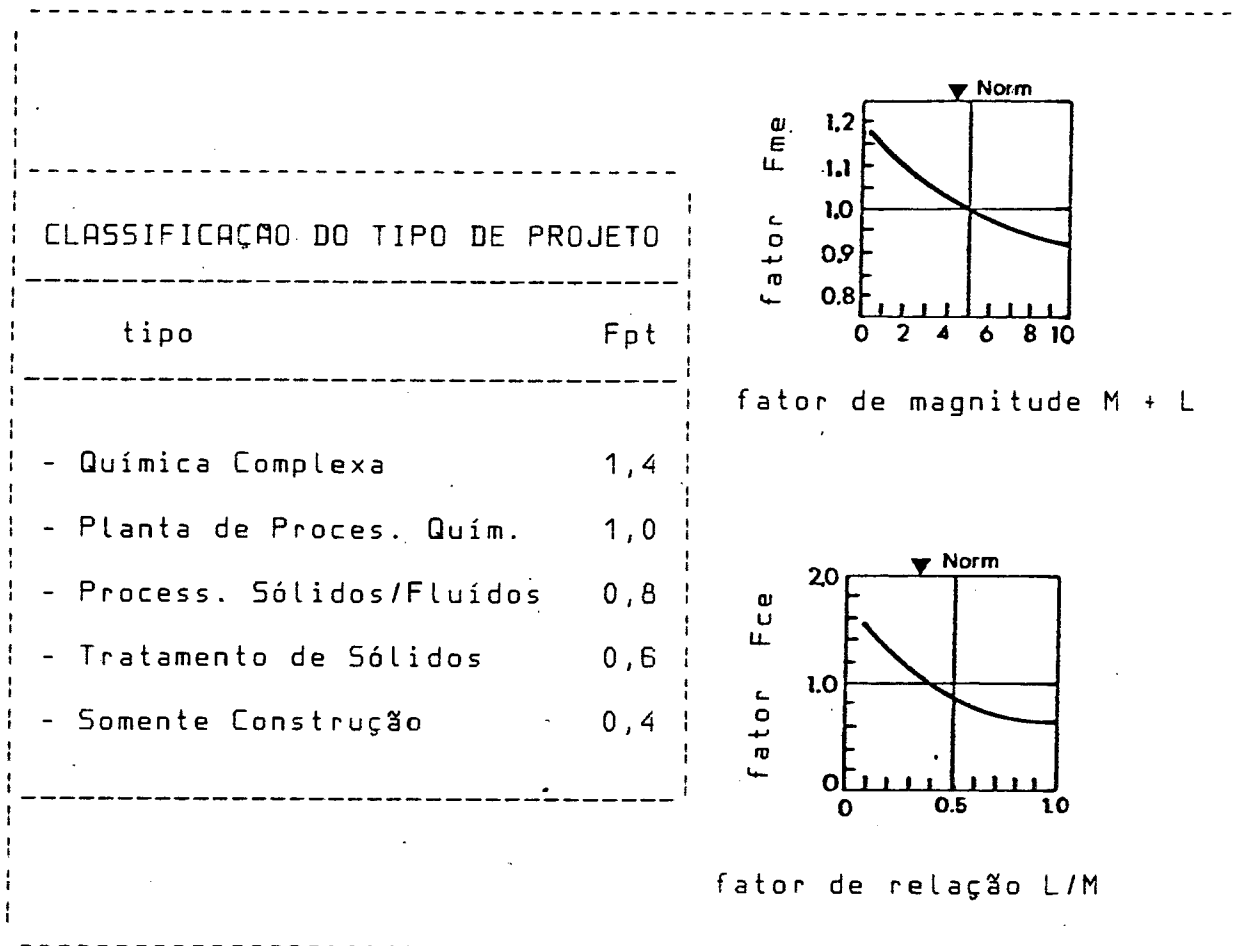 CLASSIFICAÇÃO DO TIPO DE PROJETO
tipo Fpt
- Química Complexa 1,4
- Planta de Proces. Quím. 1,0
- Process. Sólidos/Fluídos 0,8
- Tratamento de Sólidos 0,6
- Somente Construção 0,4
Norm
fator Fme
1.2
1.1
1.0
0.9
0.8
0 2 4 6 8 10
fator de magnitude M + L
Norm
fator Fce
2.0
1.0
0
0 0.5 1.0
fator de relação L/M